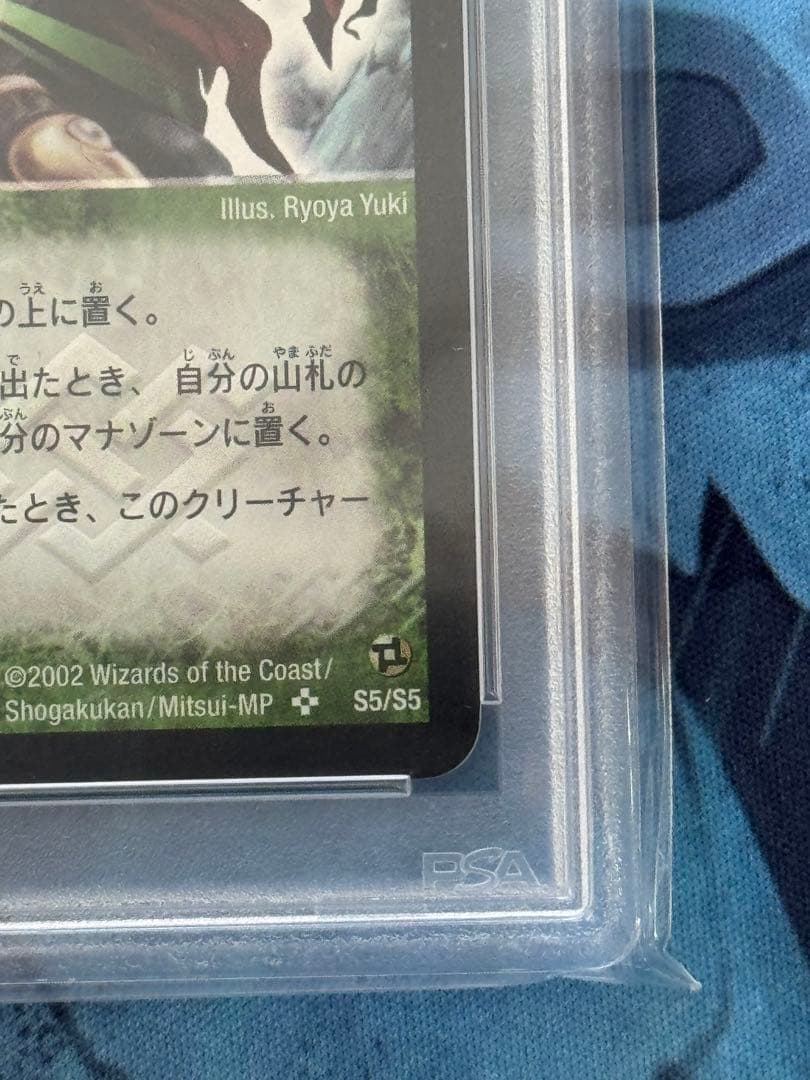 Illus. Ryoya Yuki
の上に置く。
出たとき、自分の山札の
分のマナゾーンに置く。
たとき、このクリーチャー
©2002 Wizards of the Coast/
Shogakukan/Mitsui-MP S5/S5
PSA